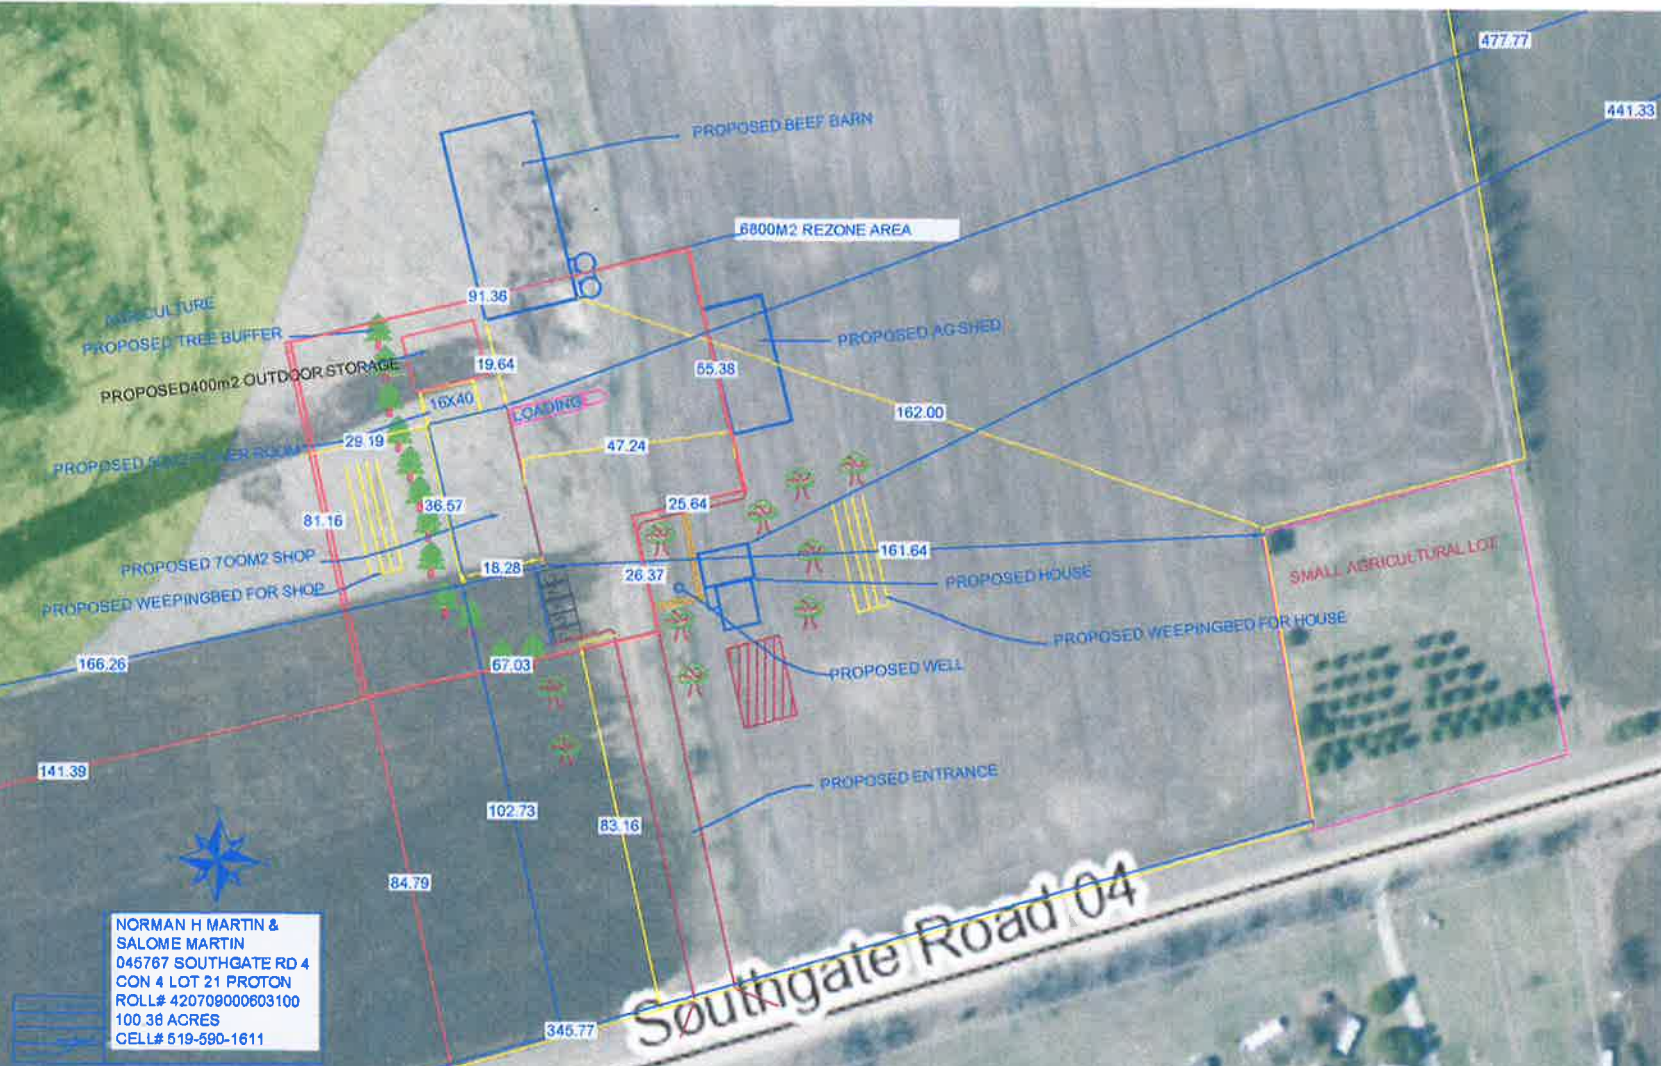 477.77
441.33
PROPOSED BEEF BARN
6800M2 REZONE AREA
91.36
AGRICULTURE
PROPOSED TREE BUFFER
PROPOSED AG SHED
PROPOSED400m2 OUTDOOR STORAGE
19.64
55.38
16X40
LOADING
162.00
29.19
47.24
PROPOSED POWER ROOM
36.57
25.64
81.16
PROPOSED 700M2 SHOP
18.28
26.37
161.64
SMALL AGRICULTURAL LOT
PROPOSED HOUSE
PROPOSED WEEPINGBED FOR SHOP
PROPOSED WEEPINGBED FOR HOUSE
166.26
67.03
PROPOSED WELL
141.39
PROPOSED ENTRANCE
102.73
83.16
84.79
Southgate Road 04
NORMAN H MARTIN &
SALOME MARTIN
045767 SOUTHGATE RD 4
CON 4 LOT 21 PROTON
ROLL# 420709000603100
100.36 ACRES
CELL# 519-590-1611
345.77